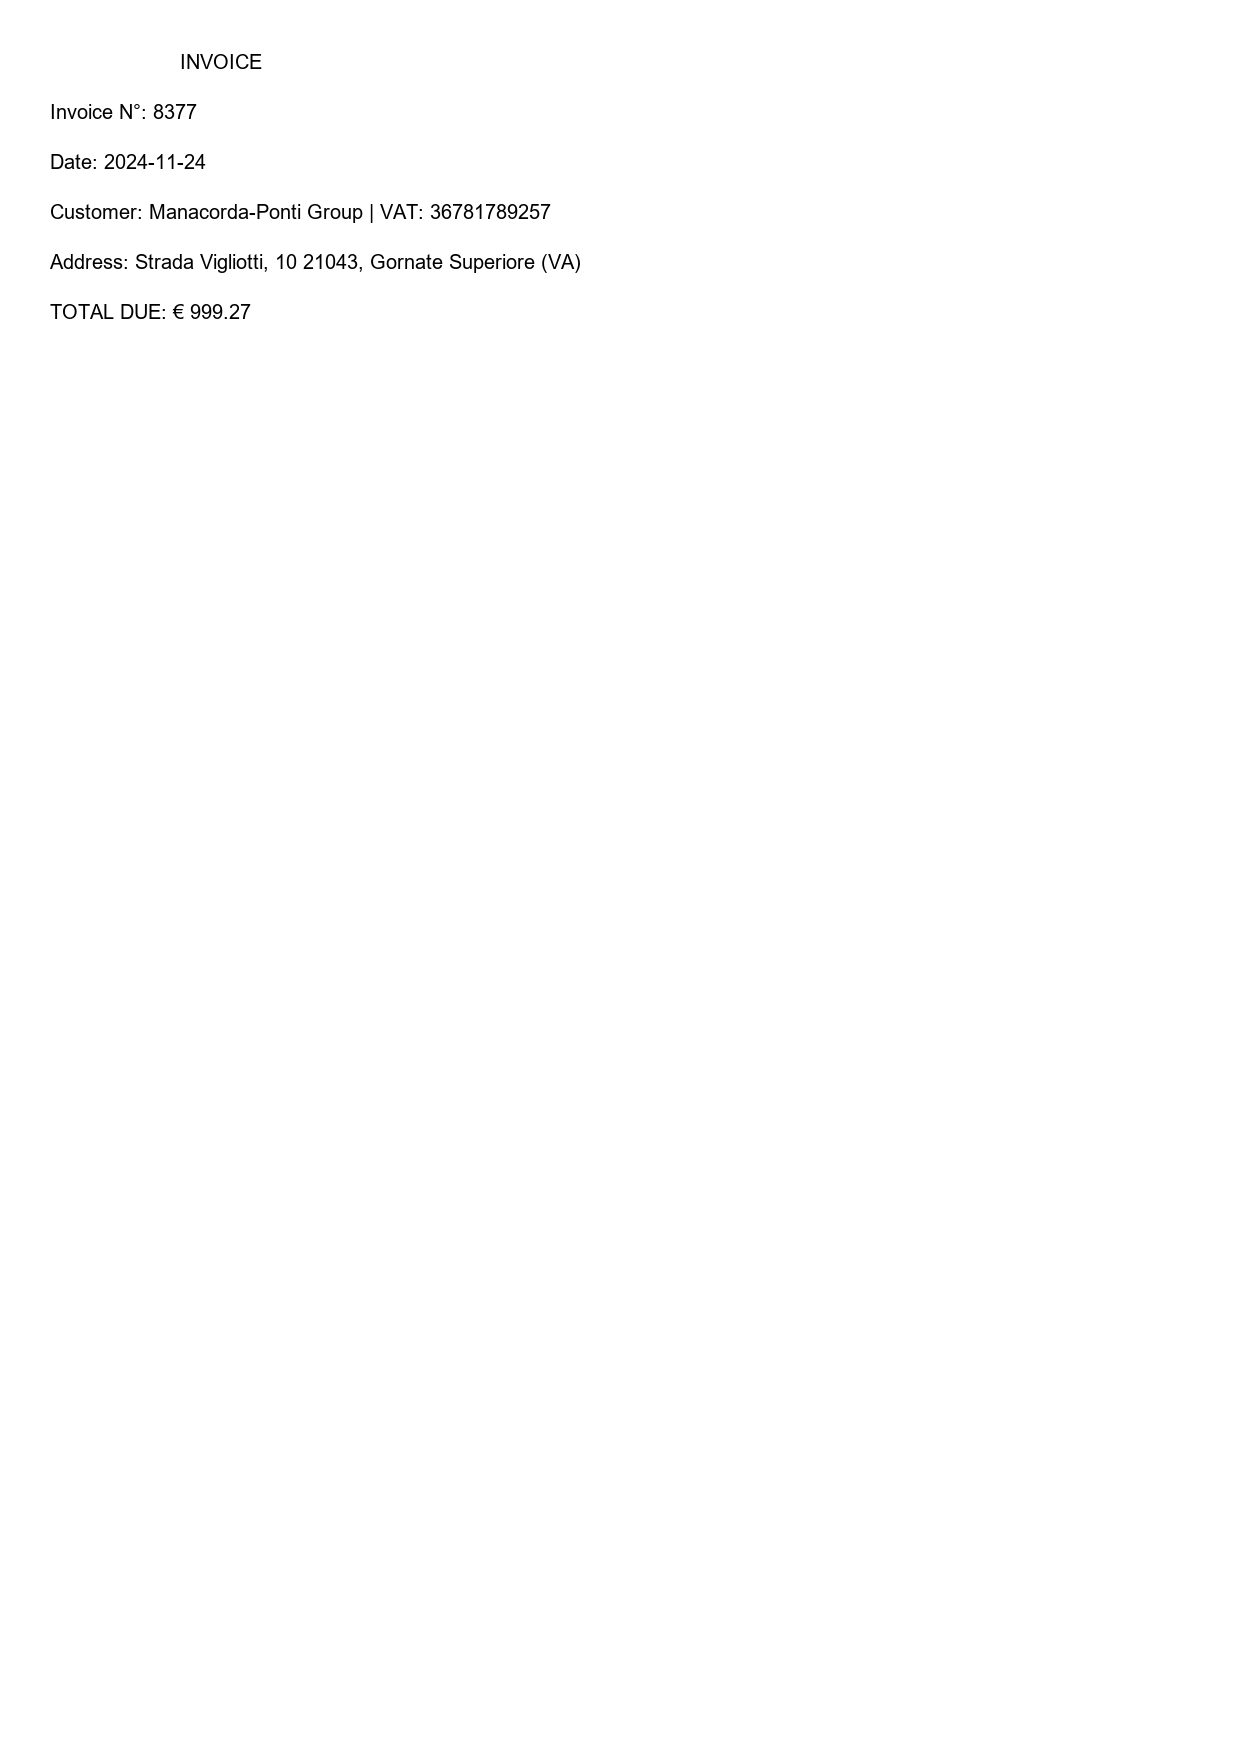 INVOICE
Invoice N°: 8377
Date: 2024-11-24
Customer: Manacorda-Ponti Group | VAT: 36781789257
Address: Strada Vigliotti, 10 21043, Gornate Superiore (VA)
TOTAL DUE: € 999.27